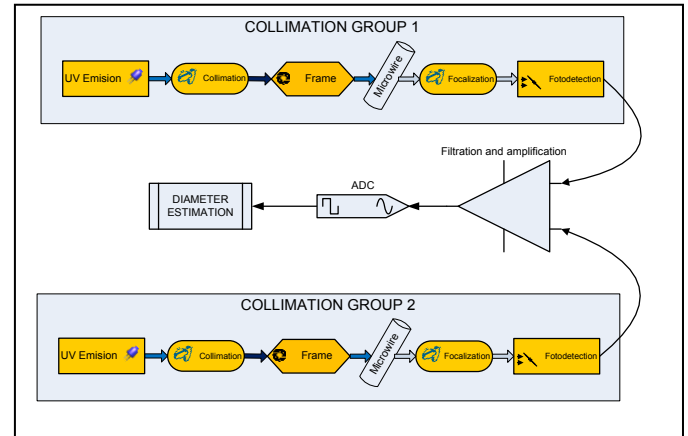 COLLIMATION GROUP 1
UV Emision
Collimation
Frame
Microwire
Focalization
Fotodetection
Filtration and amplification
ADC
DIAMETER
ESTIMATION
COLLIMATION GROUP 2
UV Emision
Collimation
Frame
Microwire
Focalization
Fotodetection